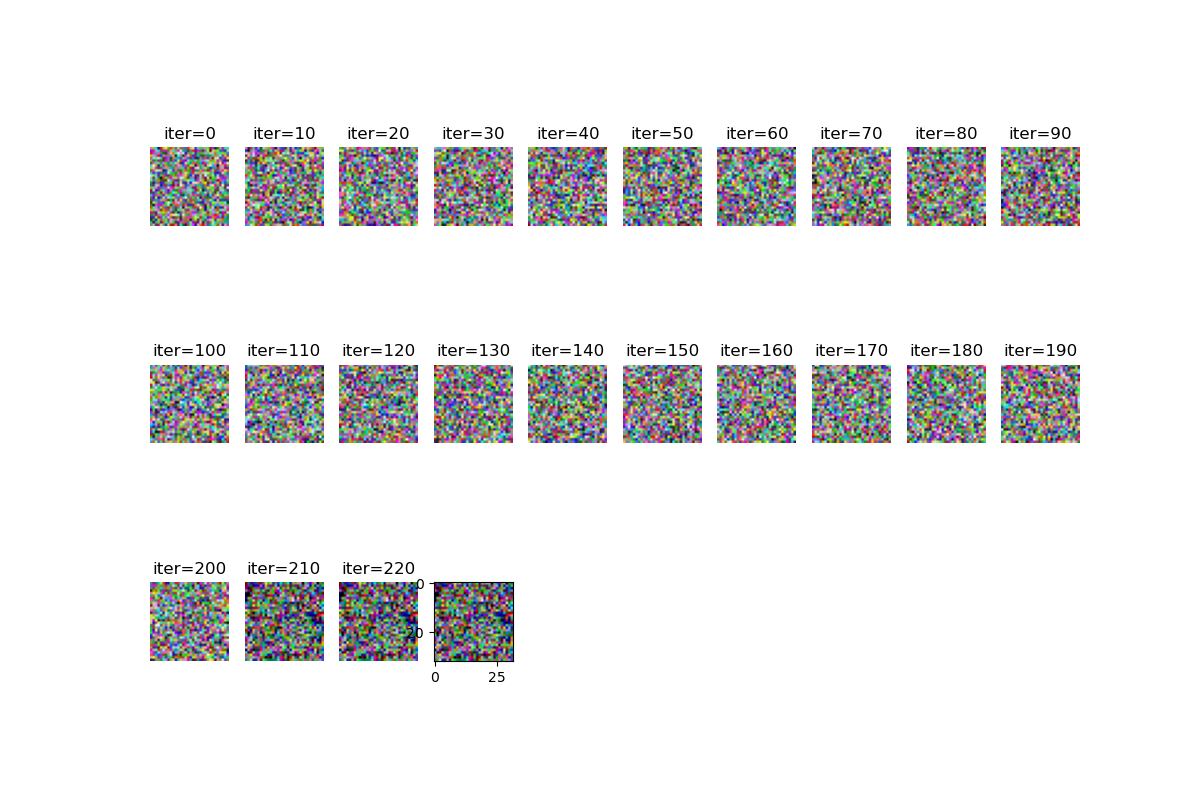 iter=0 iter=10 iter=20 iter=30 iter=40 iter=50 iter=60 iter=70 iter=80 iter=90
iter=100 iter=110 iter=120 iter=130 iter=140 iter=150 iter=160 iter=170 iter=180 iter=190
iter=200 iter=210 iter=220
0
20
0 25